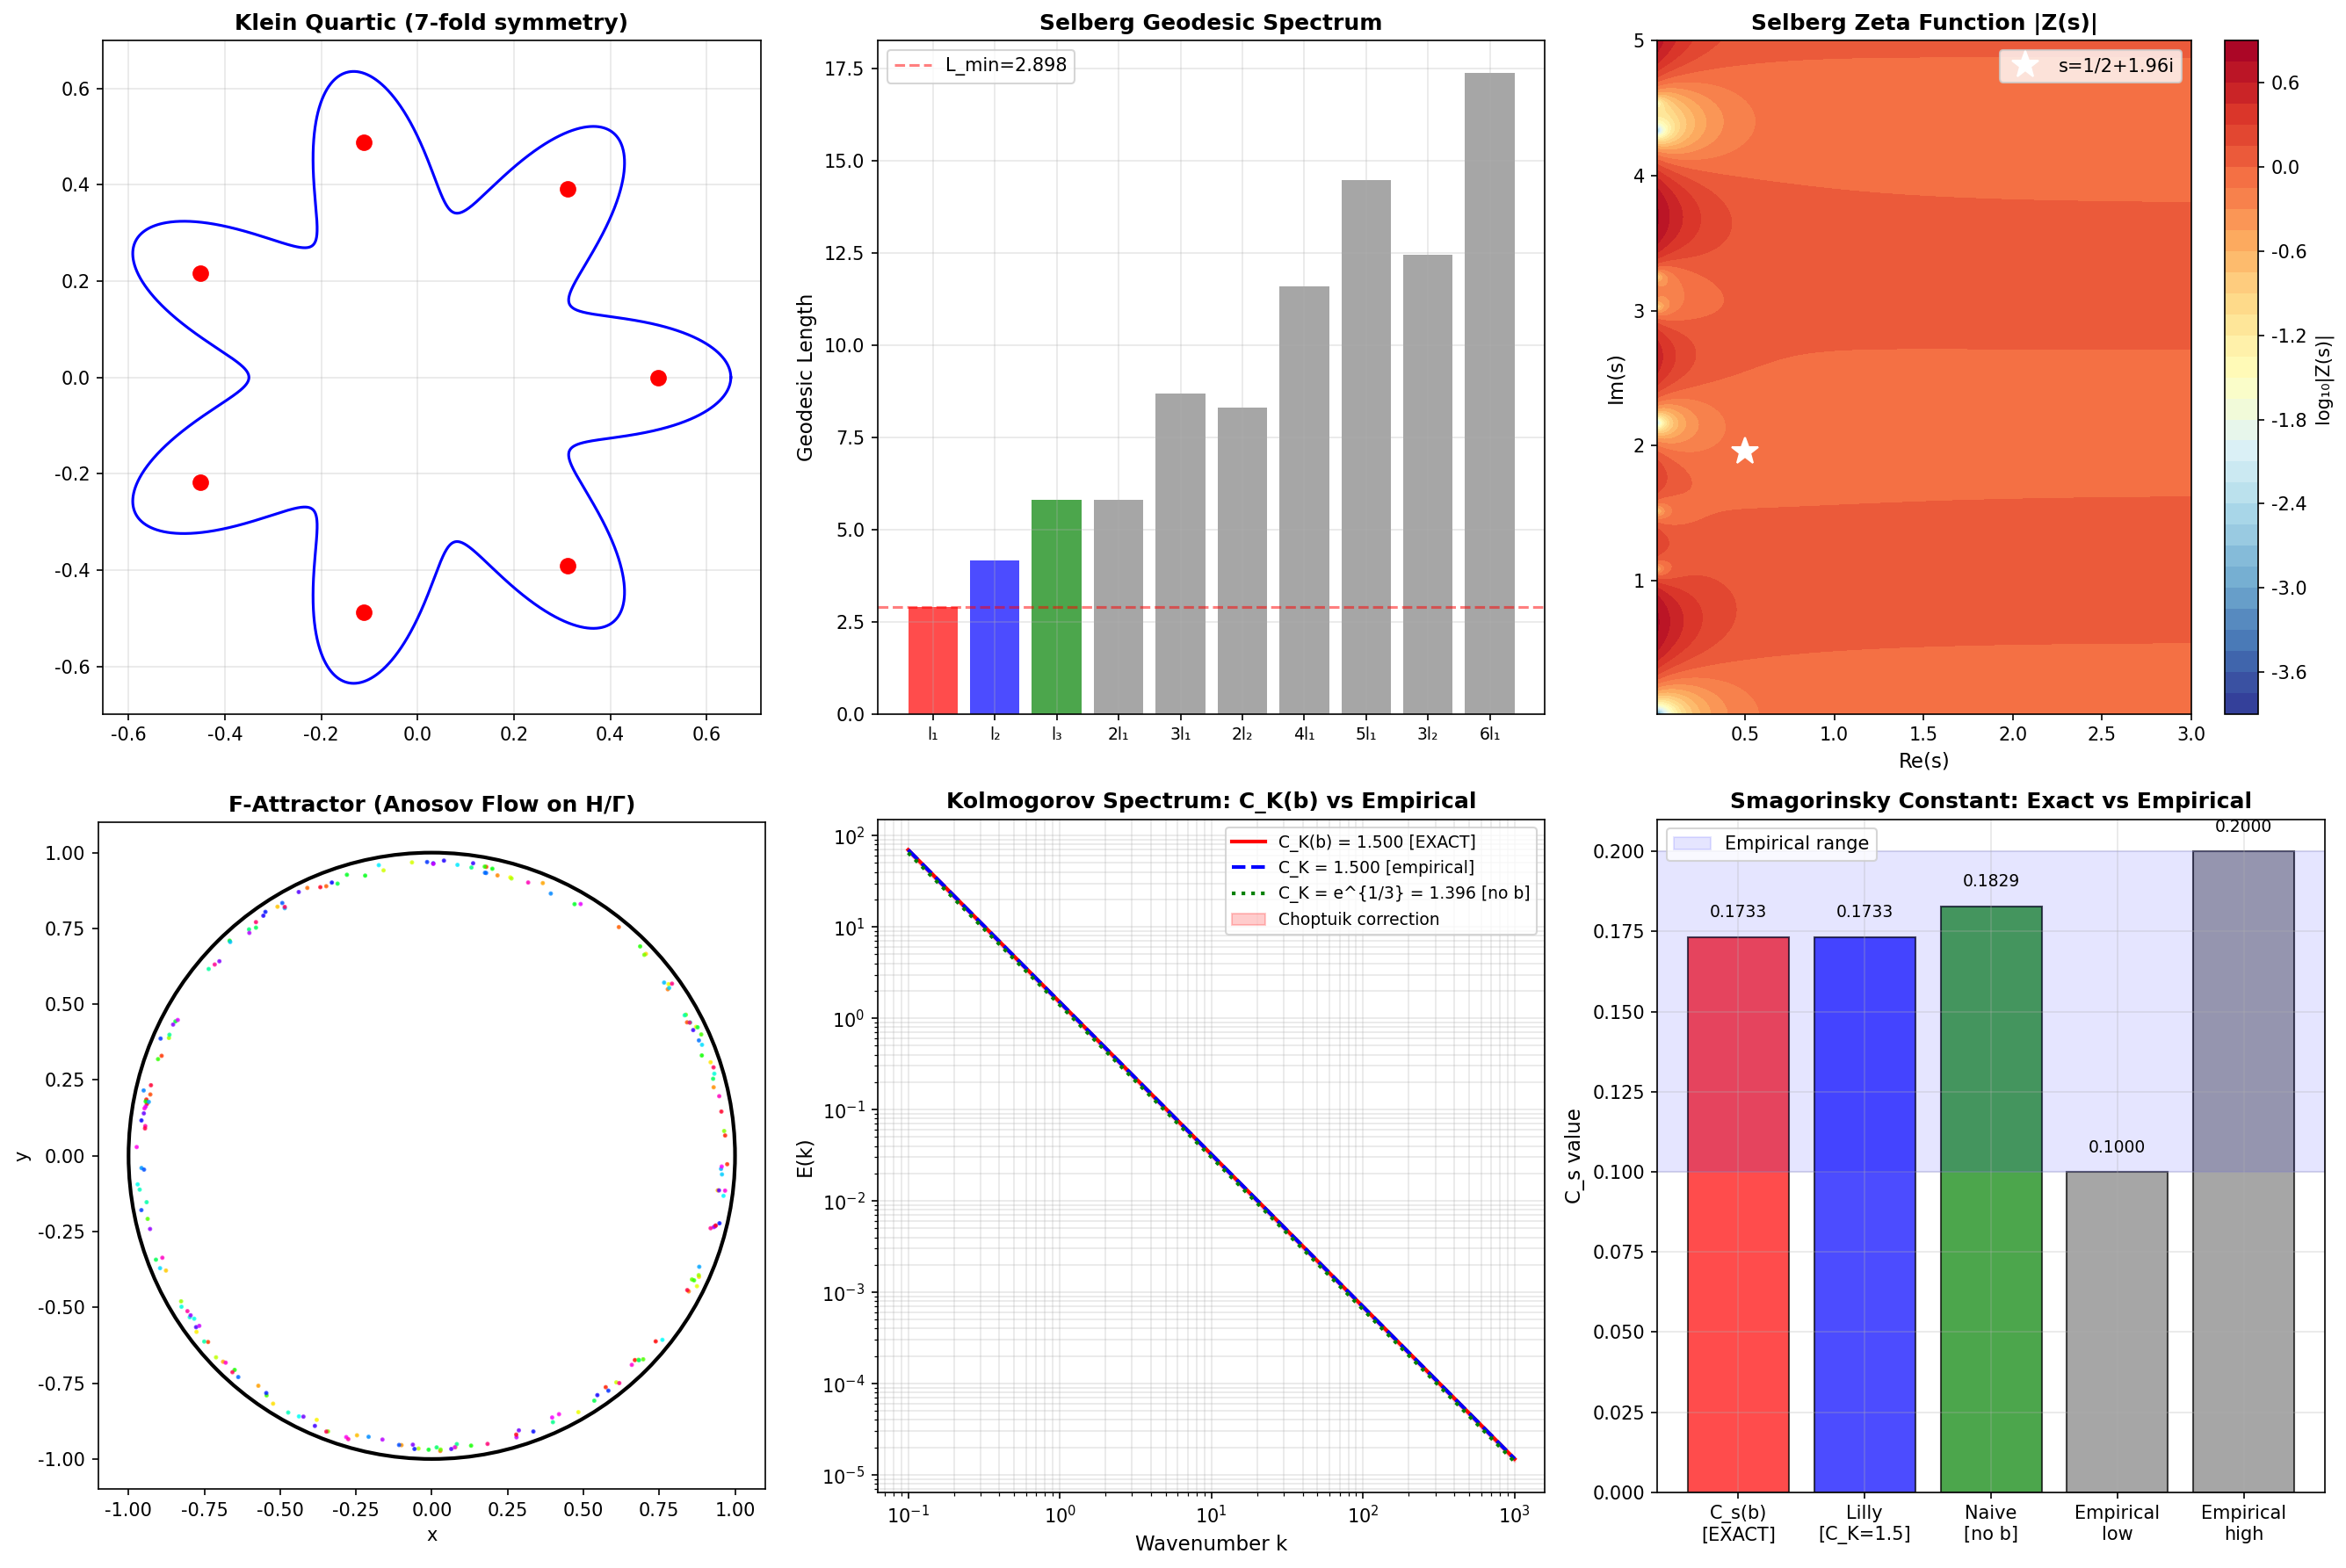 Klein Quartic (7-fold symmetry)
0.6
0.4
0.2
0.0
-0.2
-0.4
-0.6
-0.6
-0.4
-0.2
0.0
0.2
0.4
0.6
Selberg Geodesic Spectrum
L_min=2.898
Geodesic Length
17.5
15.0
12.5
10.0
7.5
5.0
2.5
0.0
l₁
l₂
l₃
2l₁
3l₁
2l₂
4l₁
5l₁
3l₂
6l₁
Selberg Zeta Function |Z(s)|
s=1/2+1.96i
Im(s)
5
4
3
2
1
0.5
1.0
1.5
2.0
2.5
3.0
Re(s)
0.6
0.0
-0.6
-1.2
-1.8
-2.4
-3.0
-3.6
log₁₀|Z(s)|
F-Attractor (Anosov Flow on H/Γ)
y
1.00
0.75
0.50
0.25
0.00
-0.25
-0.50
-0.75
-1.00
-1.00
-0.75
-0.50
-0.25
0.00
0.25
0.50
0.75
1.00
x
Kolmogorov Spectrum: C_K(b) vs Empirical
C_K(b) = 1.500 [EXACT]
C_K = 1.500 [empirical]
C_K = e^{1/3} = 1.396 [no b]
Choptuik correction
E(k)
10²
10¹
10⁰
10⁻¹
10⁻²
10⁻³
10⁻⁴
10⁻⁵
10⁻¹
10⁰
10¹
10²
10³
Wavenumber k
Smagorinsky Constant: Exact vs Empirical
Empirical range
C_s value
0.200
0.175
0.150
0.125
0.100
0.075
0.050
0.025
0.000
0.1733
0.1733
0.1829
0.1000
0.2000
C_s(b)
[EXACT]
Lilly
[C_K=1.5]
Naive
[no b]
Empirical
low
Empirical
high